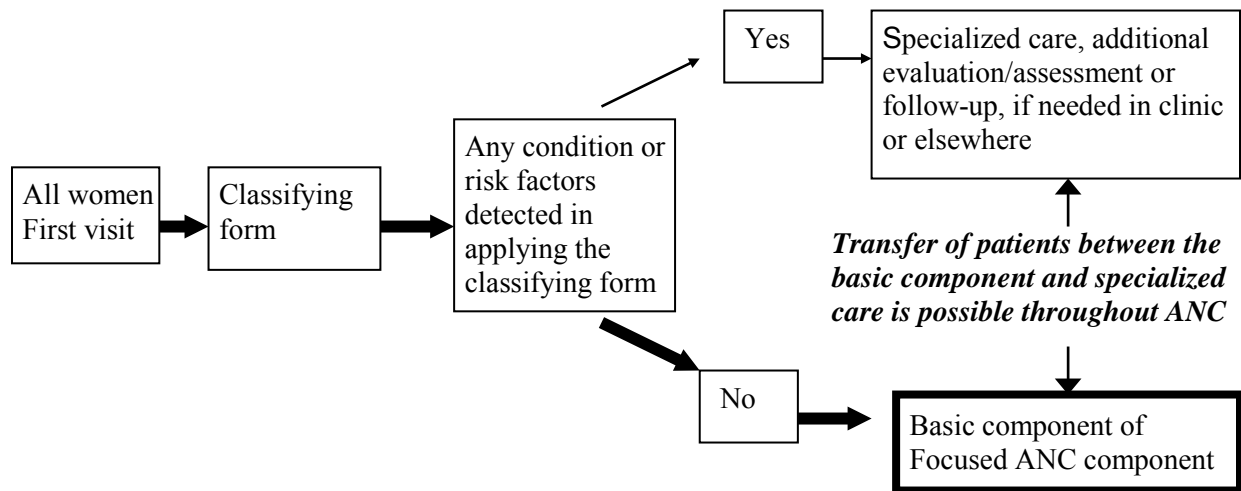 All women
First visit
Classifying
form
Any condition or
risk factors
detected in
applying the
classifying form
Yes
Specialized care, additional
evaluation/assessment or
follow-up, if needed in clinic
or elsewhere
Transfer of patients between the
basic component and specialized
care is possible throughout ANC
No
Basic component of
Focused ANC component